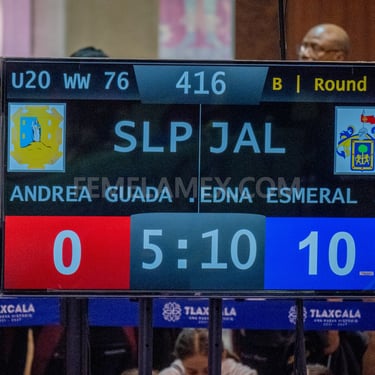 U20 WW 76 416 B | Round
SLP JAL
FEMELAMEX.COM
ANDREA GUADA . EDNA ESMERAL
0 5:10 10
TLAXCALA TLAXCALA TLAXCALA